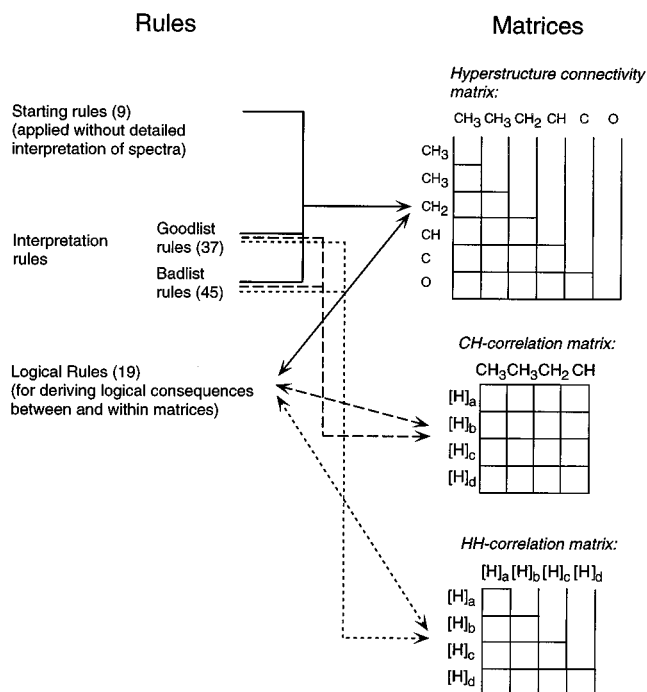 Rules
Matrices
Starting rules (9)
(applied without detailed
interpretation of spectra)
Interpretation
rules
Goodlist
rules (37)
Badlist
rules (45)
Logical Rules (19)
(for deriving logical consequences
between and within matrices)
Hyperstructure connectivity
matrix:
CH₃ CH₃ CH₂ CH C O
CH₃
CH₃
CH₂
CH
C
O
CH-correlation matrix:
CH₃CH₃CH₂ CH
[H]a
[H]b
[H]c
[H]d
HH-correlation matrix:
[H]a [H]b [H]c [H]d
[H]a
[H]b
[H]c
[H]d